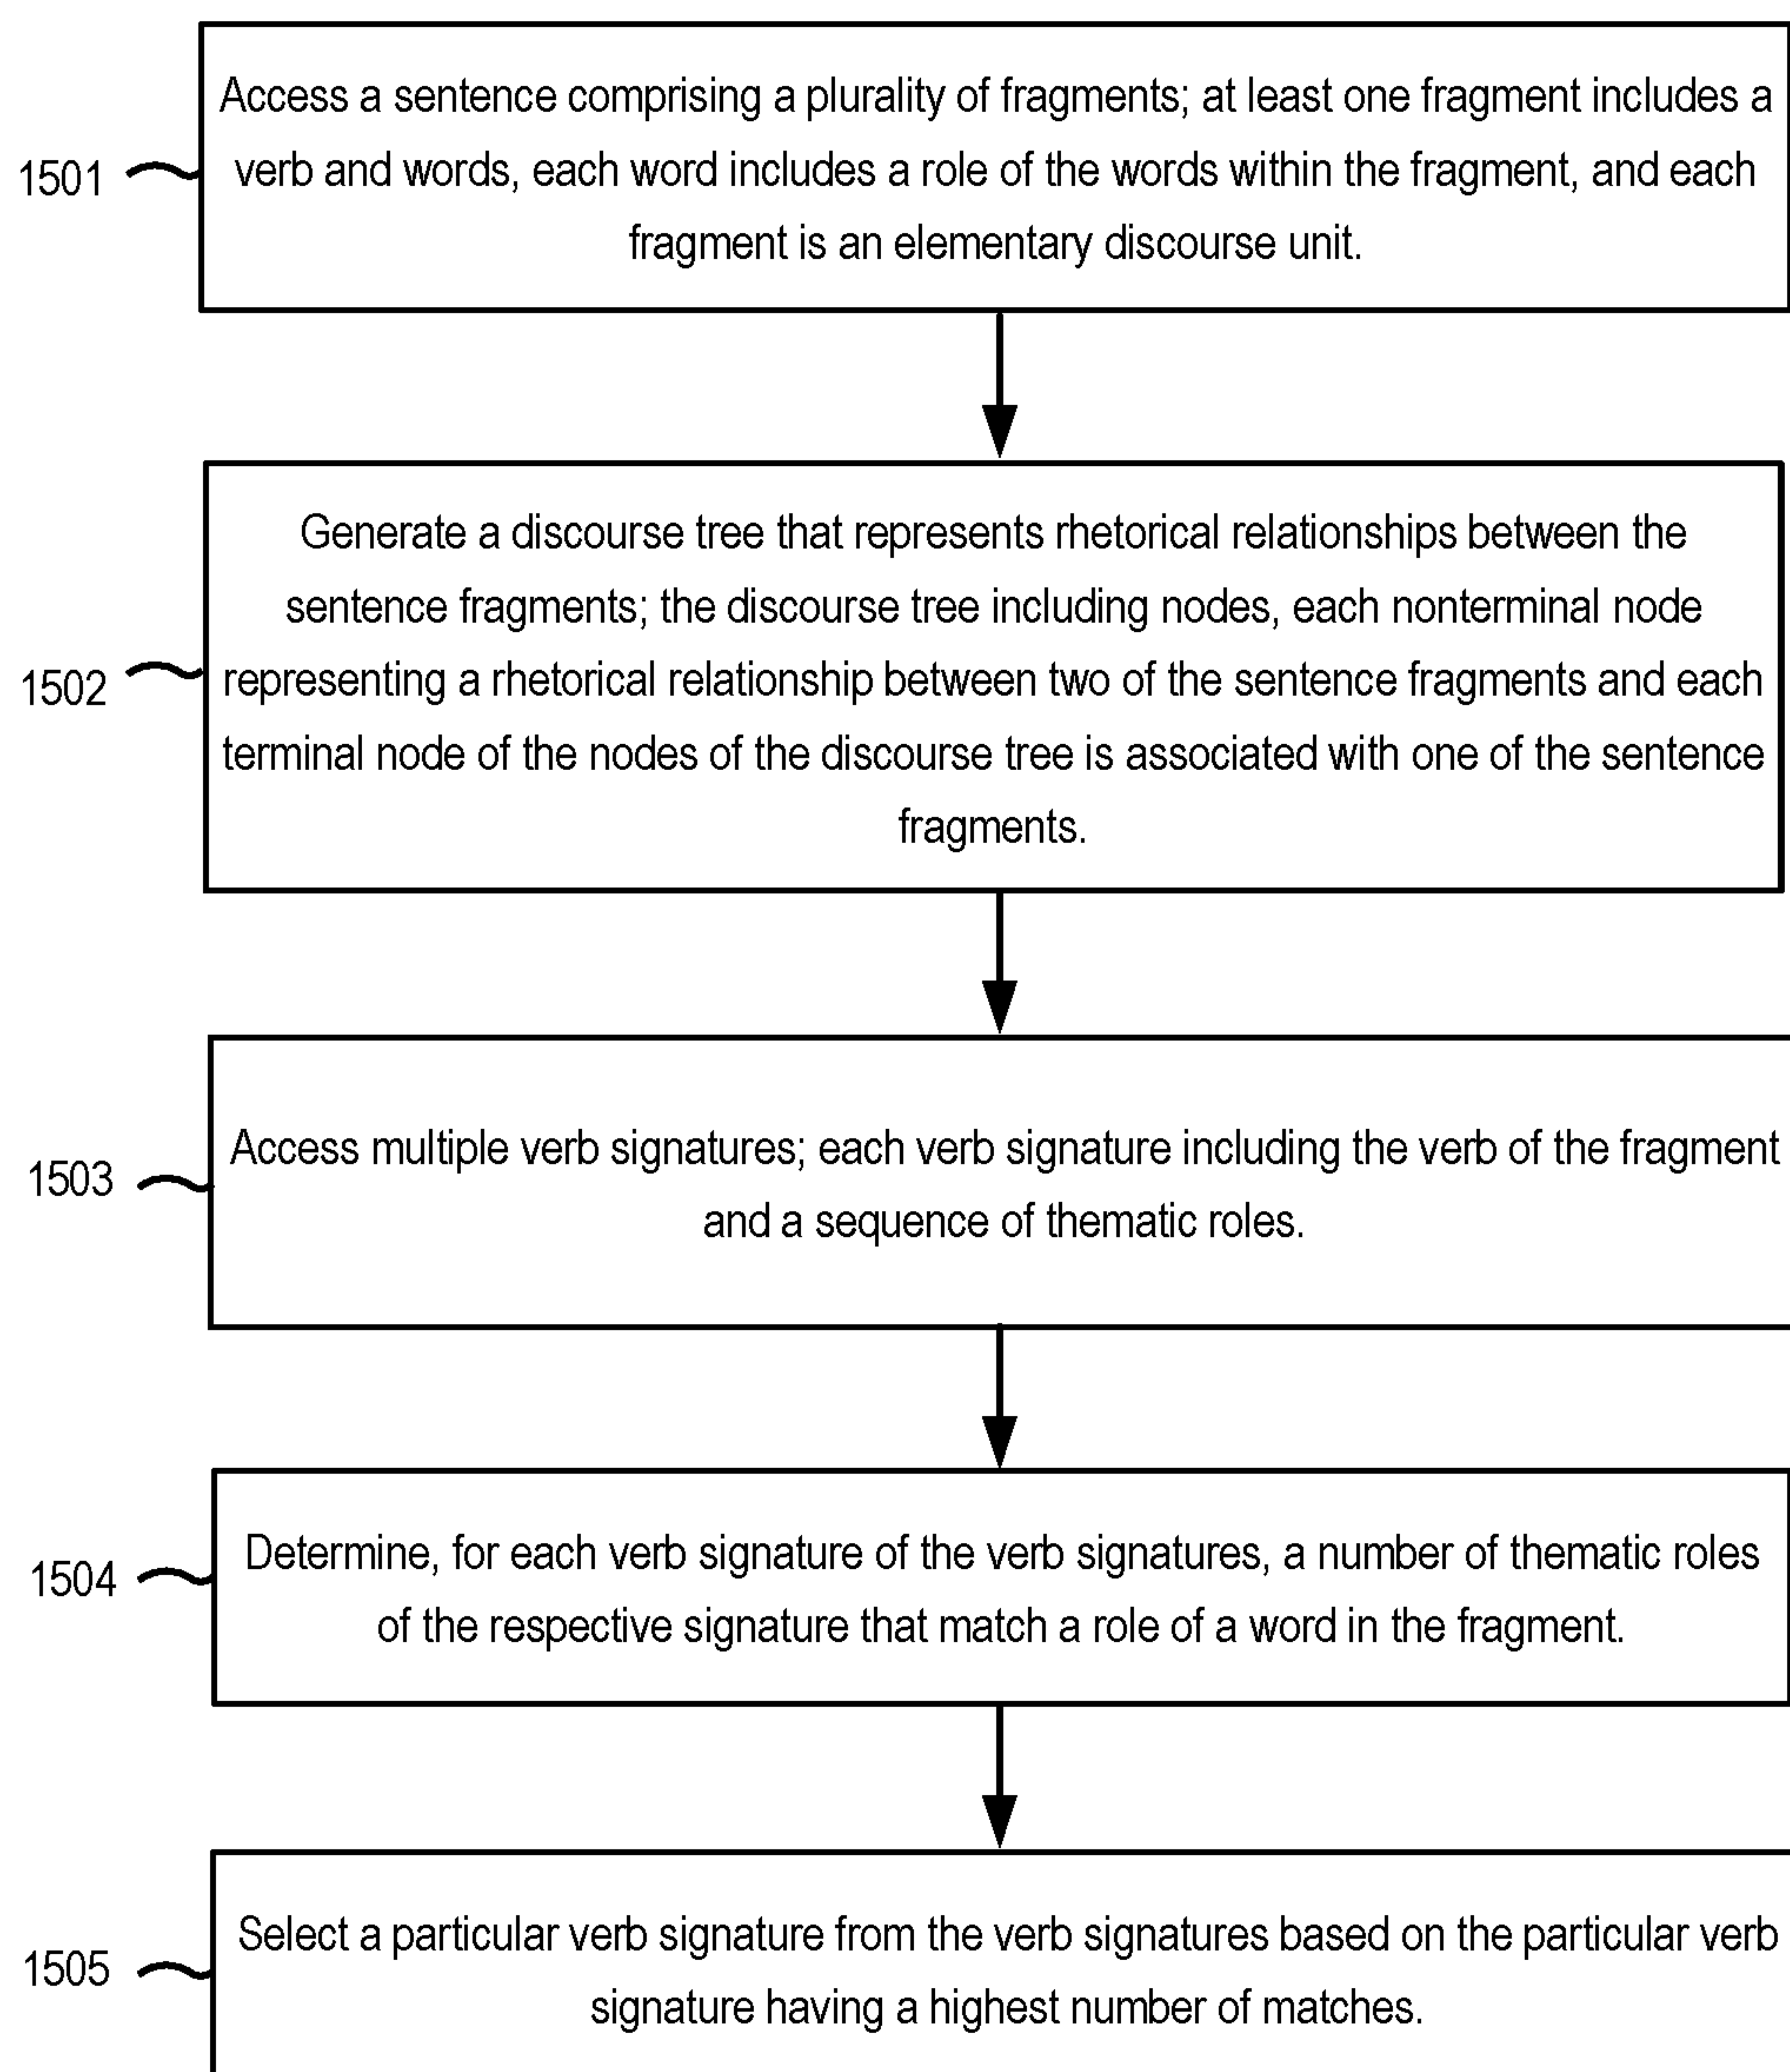 Access a sentence comprising a plurality of fragments; at least one fragment includes a
verb and words, each word includes a role of the words within the fragment, and each
fragment is an elementary discourse unit.
1501
Generate a discourse tree that represents rhetorical relationships between the
sentence fragments; the discourse tree including nodes, each nonterminal node
representing a rhetorical relationship between two of the sentence fragments and each
terminal node of the nodes of the discourse tree is associated with one of the sentence
fragments.
1502
Access multiple verb signatures; each verb signature including the verb of the fragment
and a sequence of thematic roles.
1503
Determine, for each verb signature of the verb signatures, a number of thematic roles
of the respective signature that match a role of a word in the fragment.
1504
Select a particular verb signature from the verb signatures based on the particular verb
signature having a highest number of matches.
1505